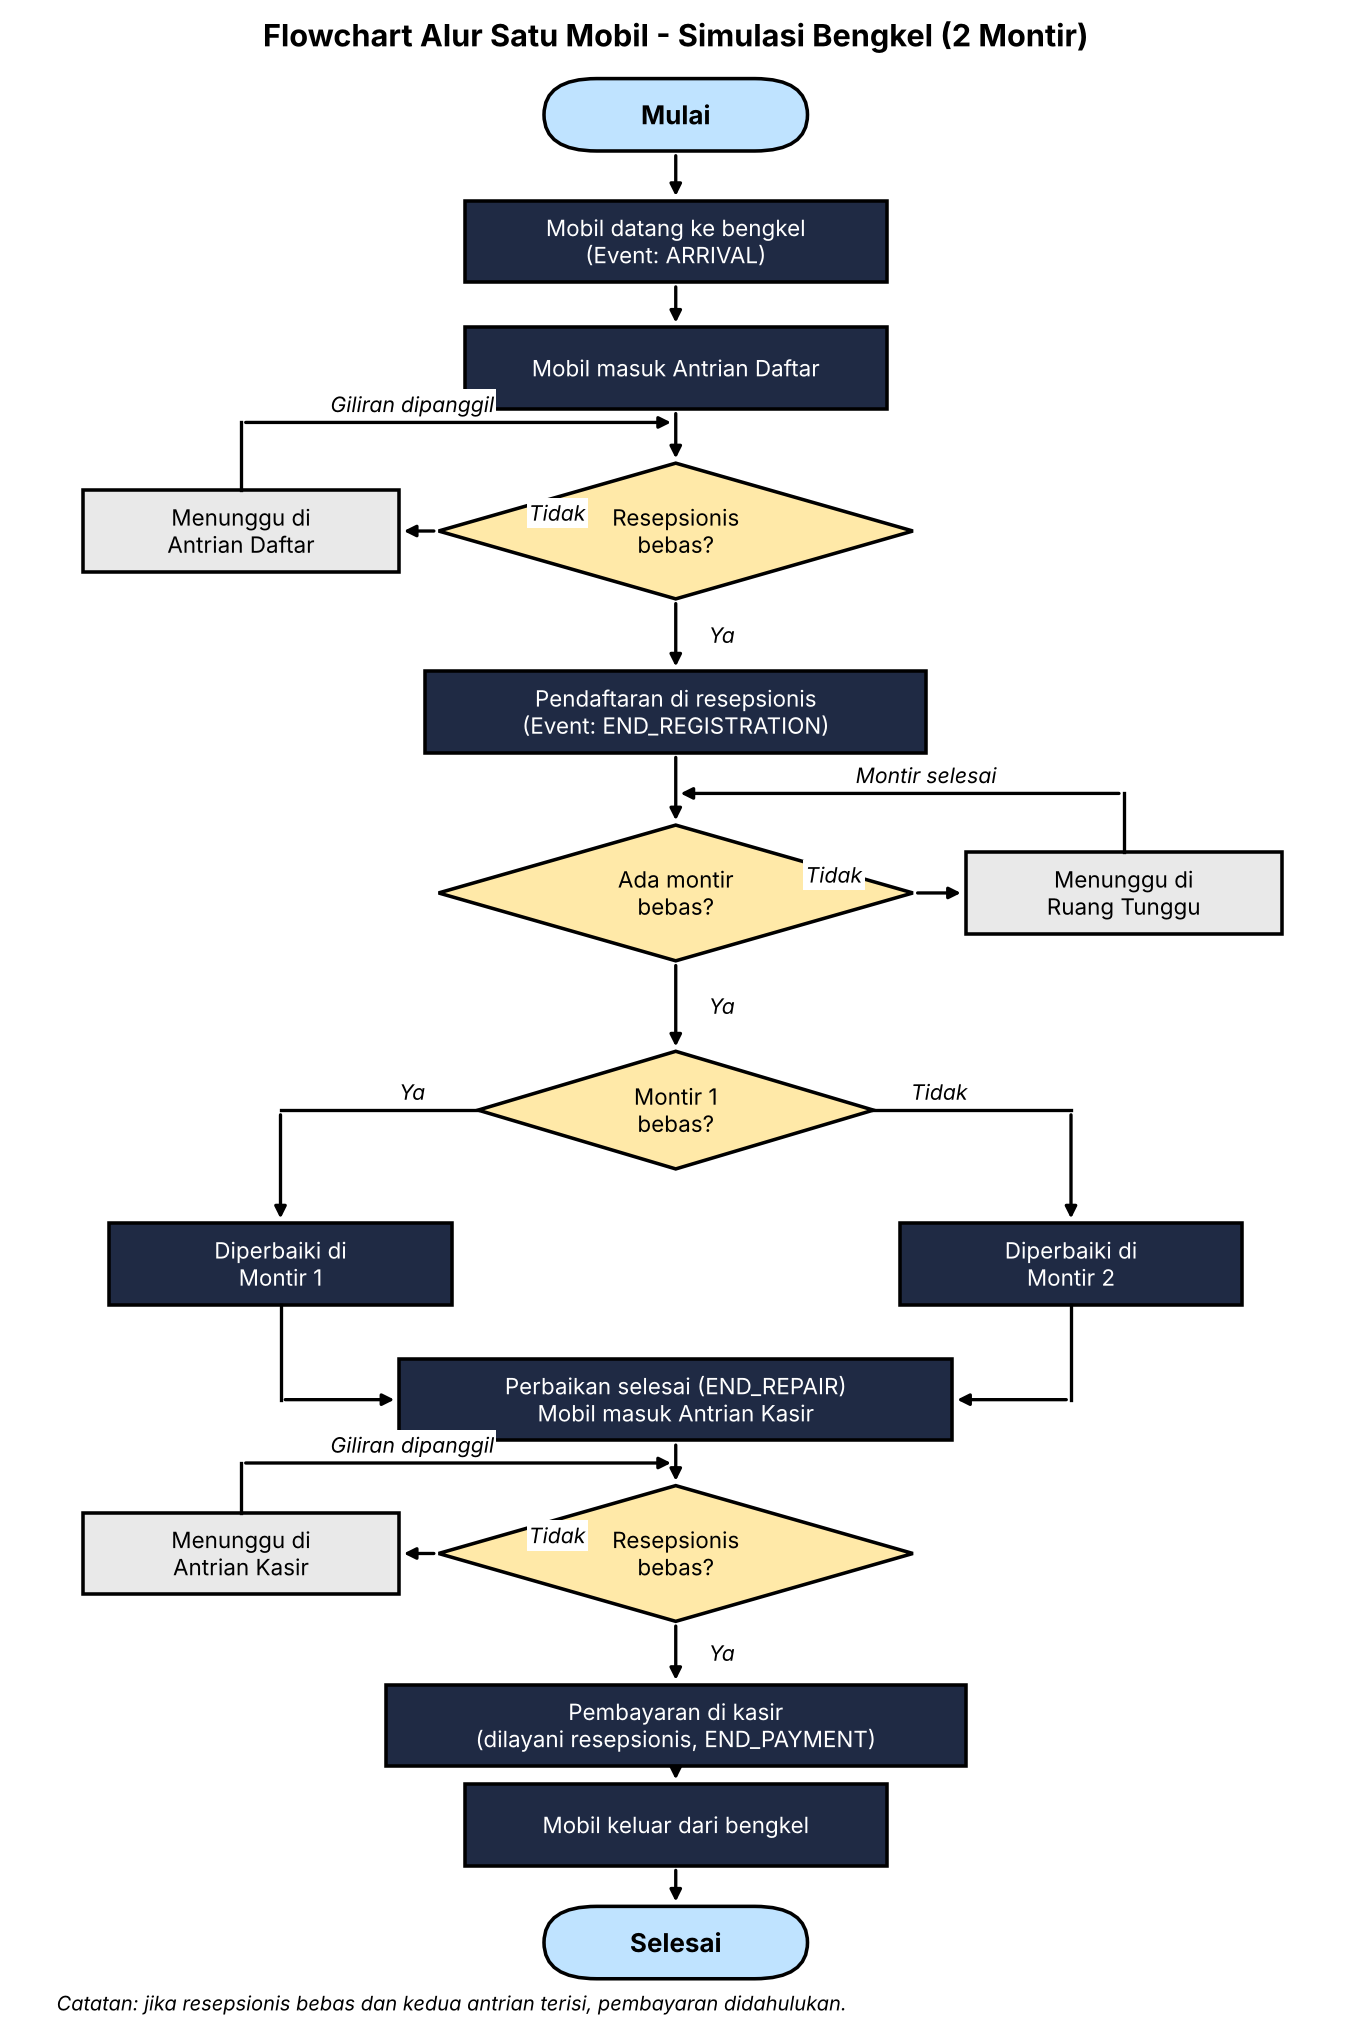 Flowchart Alur Satu Mobil - Simulasi Bengkel (2 Montir)
Mulai
Mobil datang ke bengkel
(Event: ARRIVAL)
Mobil masuk Antrian Daftar
Giliran dipanggil
Menunggu di
Antrian Daftar
Tidak
Resepsionis
bebas?
Ya
Pendaftaran di resepsionis
(Event: END_REGISTRATION)
Montir selesai
Ada montir
bebas?
Tidak
Menunggu di
Ruang Tunggu
Ya
Ya
Montir 1
bebas?
Tidak
Diperbaiki di
Montir 1
Diperbaiki di
Montir 2
Perbaikan selesai (END_REPAIR)
Mobil masuk Antrian Kasir
Giliran dipanggil
Menunggu di
Antrian Kasir
Tidak
Resepsionis
bebas?
Ya
Pembayaran di kasir
(dilayani resepsionis, END_PAYMENT)
Mobil keluar dari bengkel
Selesai
Catatan: jika resepsionis bebas dan kedua antrian terisi, pembayaran didahulukan.